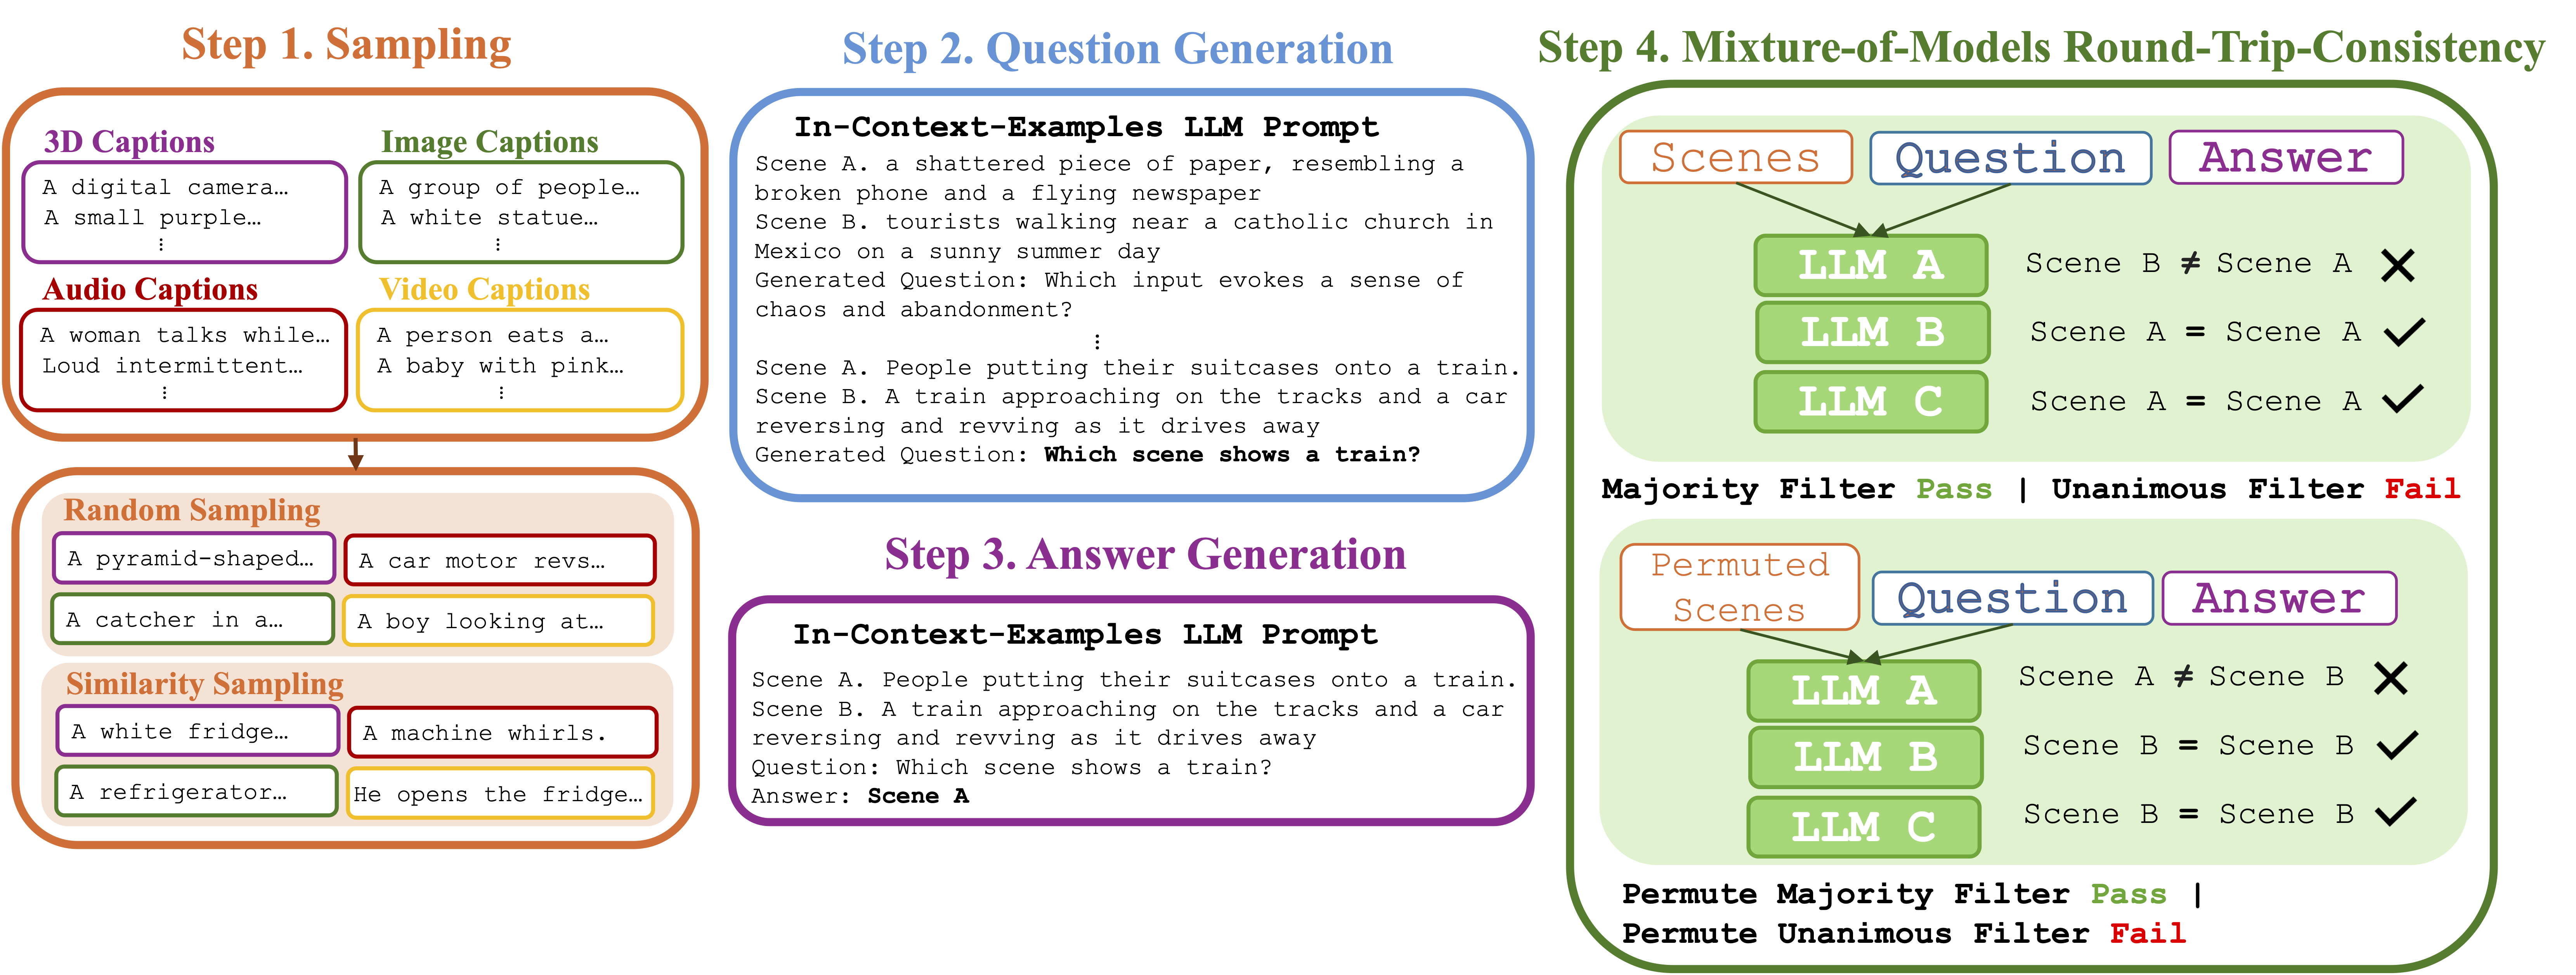 Step 1. Sampling
3D Captions
A digital camera…
A small purple…
⋮
Image Captions
A group of people…
A white statue…
⋮
Audio Captions
A woman talks while…
Loud intermittent…
⋮
Video Captions
A person eats a…
A baby with pink…
⋮
Random Sampling
A pyramid-shaped…
A car motor revs…
A catcher in a…
A boy looking at…
Similarity Sampling
A white fridge…
A machine whirls.
A refrigerator…
He opens the fridge…
Step 2. Question Generation
In-Context-Examples LLM Prompt
Scene A. a shattered piece of paper, resembling a
broken phone and a flying newspaper
Scene B. tourists walking near a catholic church in
Mexico on a sunny summer day
Generated Question: Which input evokes a sense of
chaos and abandonment?
⋮
Scene A. People putting their suitcases onto a train.
Scene B. A train approaching on the tracks and a car
reversing and revving as it drives away
Generated Question: Which scene shows a train?
Step 3. Answer Generation
In-Context-Examples LLM Prompt
Scene A. People putting their suitcases onto a train.
Scene B. A train approaching on the tracks and a car
reversing and revving as it drives away
Question: Which scene shows a train?
Answer: Scene A
Step 4. Mixture-of-Models Round-Trip-Consistency
Scenes
Question
Answer
LLM A
Scene B ≠ Scene A ✕
LLM B
Scene A = Scene A ✓
LLM C
Scene A = Scene A ✓
Majority Filter Pass | Unanimous Filter Fail
Permuted
Scenes
Question
Answer
LLM A
Scene A ≠ Scene B ✕
LLM B
Scene B = Scene B ✓
LLM C
Scene B = Scene B ✓
Permute Majority Filter Pass |
Permute Unanimous Filter Fail